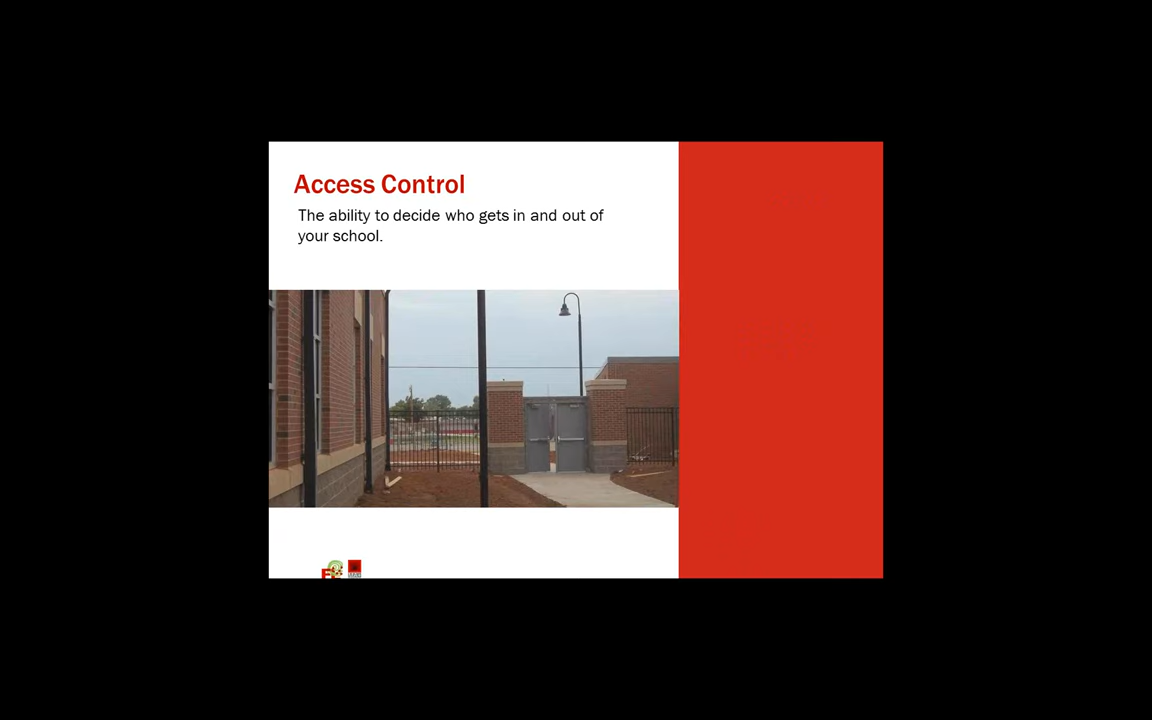 Access Control
The ability to decide who gets in and out of
your school.